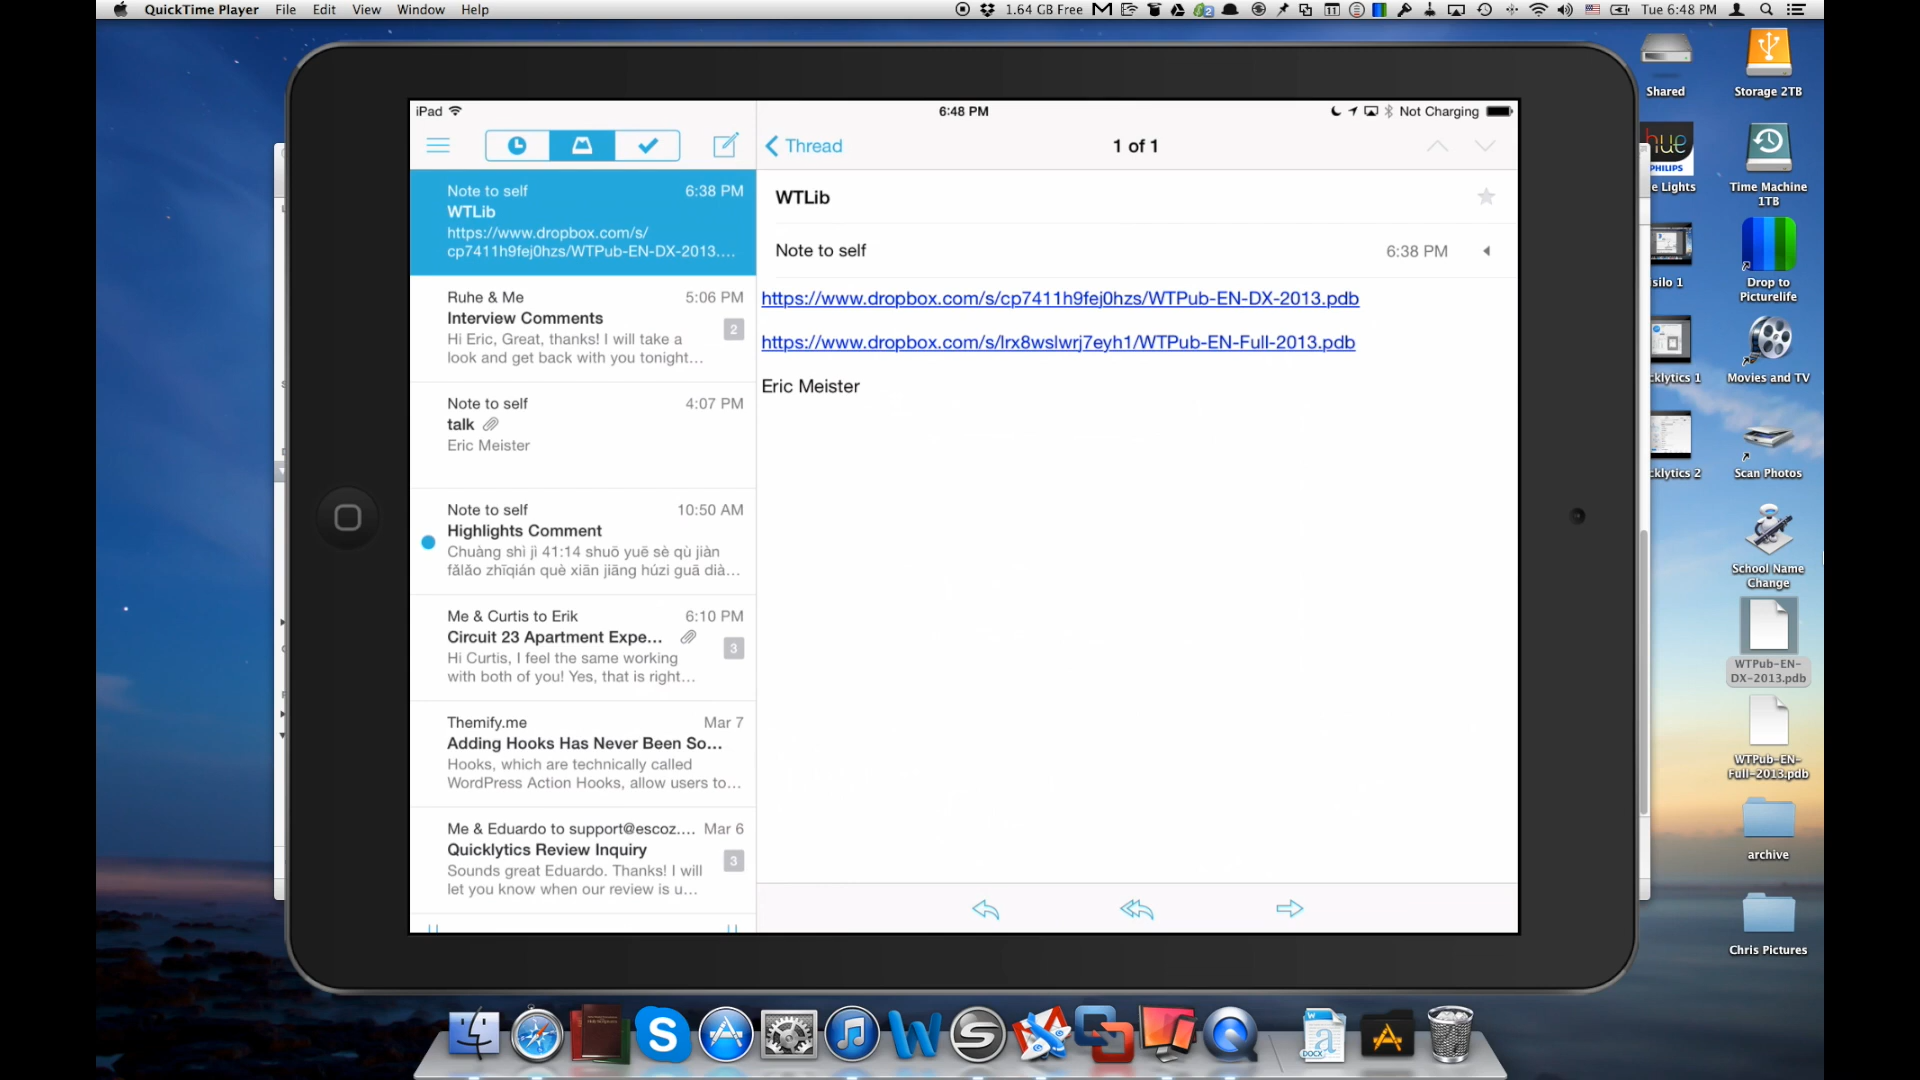 QuickTime Player File Edit View Window Help
1.64 GB Free
Tue 6:48 PM
iPad
6:48 PM
Not Charging
Thread
1 of 1
Note to self 6:38 PM
WTLib
https://www.dropbox.com/s/
cp7411h9fej0hzs/WTPub-EN-DX-2013....
Ruhe & Me 5:06 PM
Interview Comments
2
Hi Eric, Great, thanks! I will take a
look and get back with you tonight...
Note to self 4:07 PM
talk
Eric Meister
Note to self 10:50 AM
Highlights Comment
Chuàng shì jì 41:14 shuō yuē sè qù jiàn
fǎlǎo zhīqián què xiān jiāng húzi guā dià...
Me & Curtis to Erik 6:10 PM
Circuit 23 Apartment Expe...
3
Hi Curtis, I feel the same working
with both of you! Yes, that is right...
Themify.me Mar 7
Adding Hooks Has Never Been So...
Hooks, which are technically called
WordPress Action Hooks, allow users to...
Me & Eduardo to support@escoz.... Mar 6
Quicklytics Review Inquiry
3
Sounds great Eduardo. Thanks! I will
let you know when our review is u...
WTLib
Note to self 6:38 PM
https://www.dropbox.com/s/cp7411h9fej0hzs/WTPub-EN-DX-2013.pdb
https://www.dropbox.com/s/lrx8wslwrj7eyh1/WTPub-EN-Full-2013.pdb
Eric Meister
Shared
Storage 2TB
hue
PHILIPS
e Lights
Time Machine
1TB
silo 1
Drop to
Picturelife
cklytics 1
Movies and TV
cklytics 2
Scan Photos
School Name
Change
WTPub-EN-
DX-2013.pdb
WTPub-EN-
Full-2013.pdb
archive
Chris Pictures
DOCX